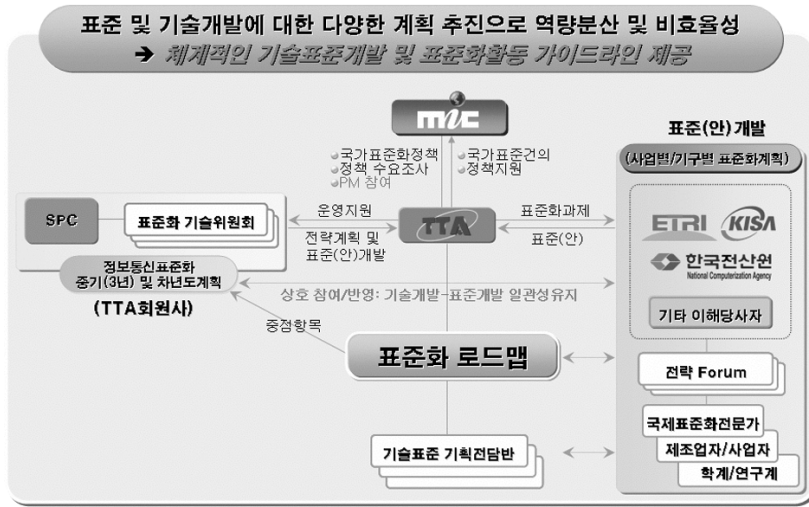 표준 및 기술개발에 대한 다양한 계획 추진으로 역량분산 및 비효율성
➔ 체계적인 기술표준개발 및 표준화활동 가이드라인 제공
mic
표준(안)개발
(사업별/기구별 표준화계획)
국가표준화정책
정책 수요조사
PM 참여
국가표준건의
정책지원
SPC
표준화 기술위원회
운영지원
전략계획 및
표준(안)개발
TTA
표준화과제
표준(안)
ETRI
KISA
한국전산원
National Computerization Agency
기타 이해당사자
정보통신표준화
중기(3년) 및 차년도계획
(TTA회원사)
상호 참여/반영: 기술개발-표준개발 일관성유지
중점항목
표준화 로드맵
전략 Forum
기술표준 기획전담반
국제표준화전문가
제조업자/사업자
학계/연구계